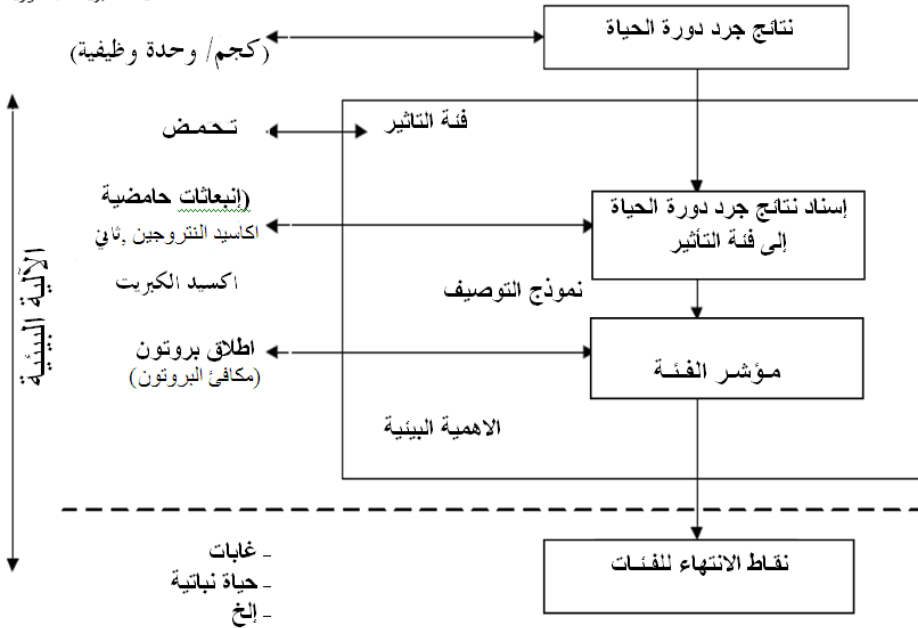 نتائج جرد دورة الحياة
(كجم/ وحدة وظيفية)
فئة التاثير
تحمض
إسناد نتائج جرد دورة الحياة
إلى فئة التأثير
(إنبعاثات حامضية
اكاسيد النتروجين ,ثاني
اكسيد الكبريت
نموذج التوصيف
مؤشر الفئة
اطلاق بروتون
(مكافئ البروتون)
الاهمية البيئية
نقاط الانتهاء للفئات
- غابات
- حياة نباتية
- إلخ
الآلية البيئية